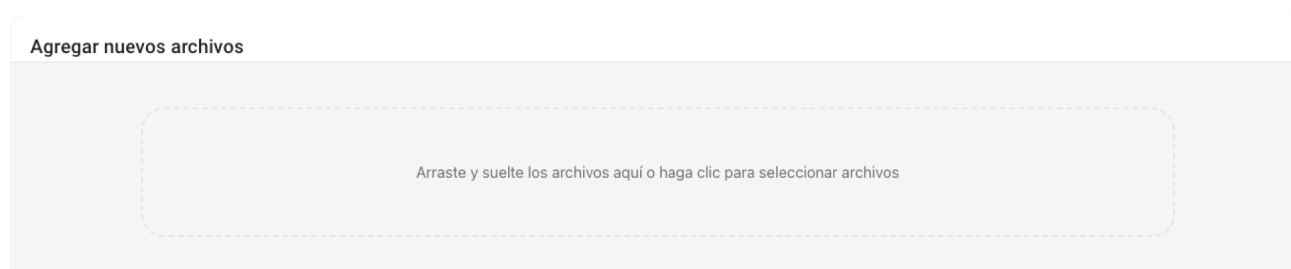 Agregar nuevos archivos
Arraste y suelte los archivos aquí o haga clic para seleccionar archivos